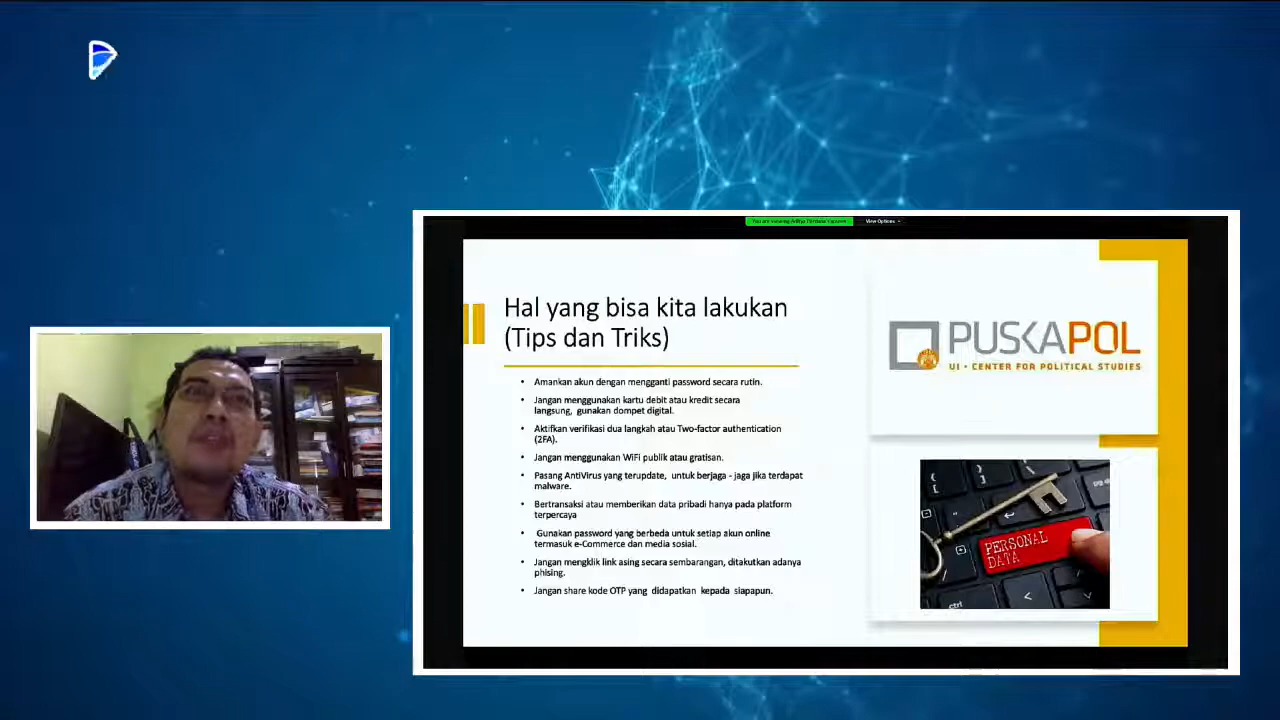 View Options
Hal yang bisa kita lakukan
(Tips dan Triks)
• Amankan akun dengan mengganti password secara rutin.
• Jangan menggunakan kartu debit atau kredit secara
langsung, gunakan dompet digital.
• Aktifkan verifikasi dua langkah atau Two-factor authentication
(2FA).
• Jangan menggunakan WiFi publik atau gratisan.
• Pasang AntiVirus yang terupdate, untuk berjaga - jaga jika terdapat
malware.
• Bertransaksi atau memberikan data pribadi hanya pada platform
terpercaya
• Gunakan password yang berbeda untuk setiap akun online
termasuk e-Commerce dan media sosial.
• Jangan mengklik link asing secara sembarangan, ditakutkan adanya
phising.
• Jangan share kode OTP yang didapatkan kepada siapapun.
PUSKAPOL
UI • CENTER FOR POLITICAL STUDIES
PERSONAL
DATA
ctrl